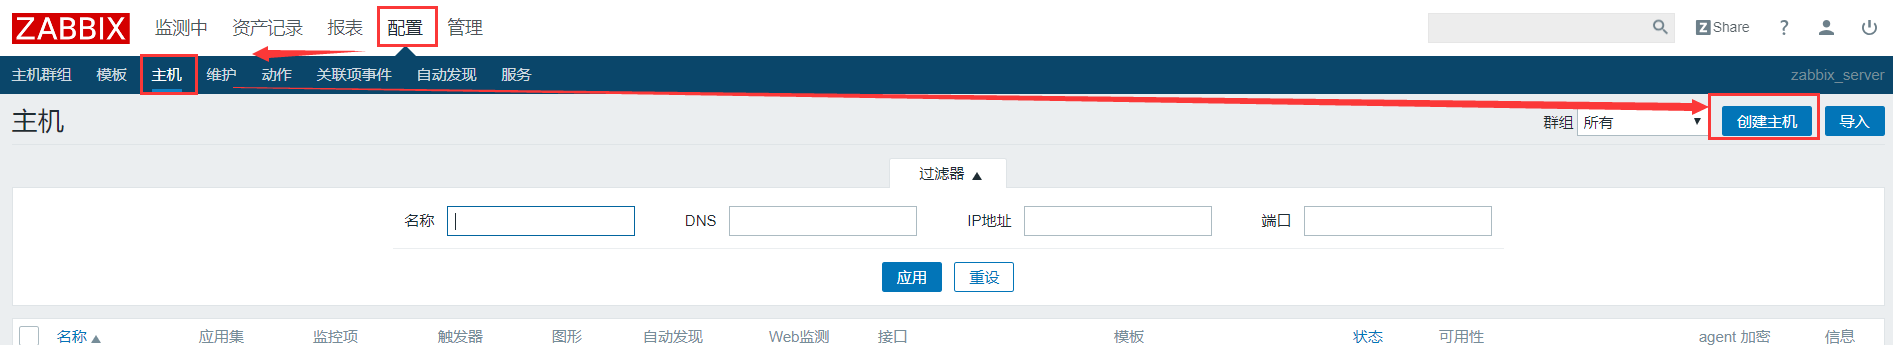 ZABBIX 监测中 资产记录 报表 配置 管理 Z Share ?
主机群组 模板 主机 维护 动作 关联项事件 自动发现 服务 zabbix_server
主机 群组 所有 创建主机 导入
过滤器
名称 DNS IP地址 端口
应用 重设
名称 应用集 监控项 触发器 图形 自动发现 Web监测 接口 模板 状态 可用性 agent 加密 信息